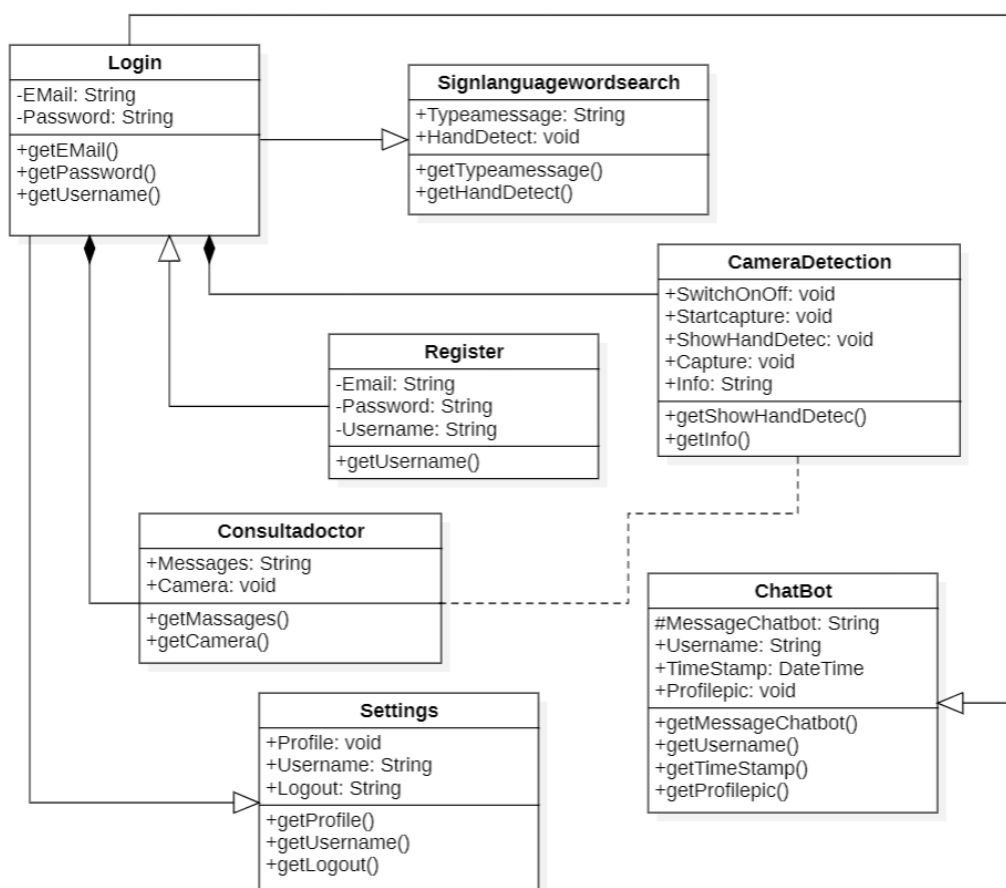 Login
-EMail: String
-Password: String
+getEMail()
+getPassword()
+getUsername()
Signlanguagewordsearch
+Typeamessage: String
+HandDetect: void
+getTypeamessage()
+getHandDetect()
CameraDetection
+SwitchOnOff: void
+Startcapture: void
+ShowHandDetec: void
+Capture: void
+Info: String
+getShowHandDetec()
+getInfo()
Register
-Email: String
-Password: String
-Username: String
+getUsername()
Consultadoctor
+Messages: String
+Camera: void
+getMassages()
+getCamera()
ChatBot
#MessageChatbot: String
+Username: String
+TimeStamp: DateTime
+Profilepic: void
+getMessageChatbot()
+getUsername()
+getTimeStamp()
+getProfilepic()
Settings
+Profile: void
+Username: String
+Logout: String
+getProfile()
+getUsername()
+getLogout()